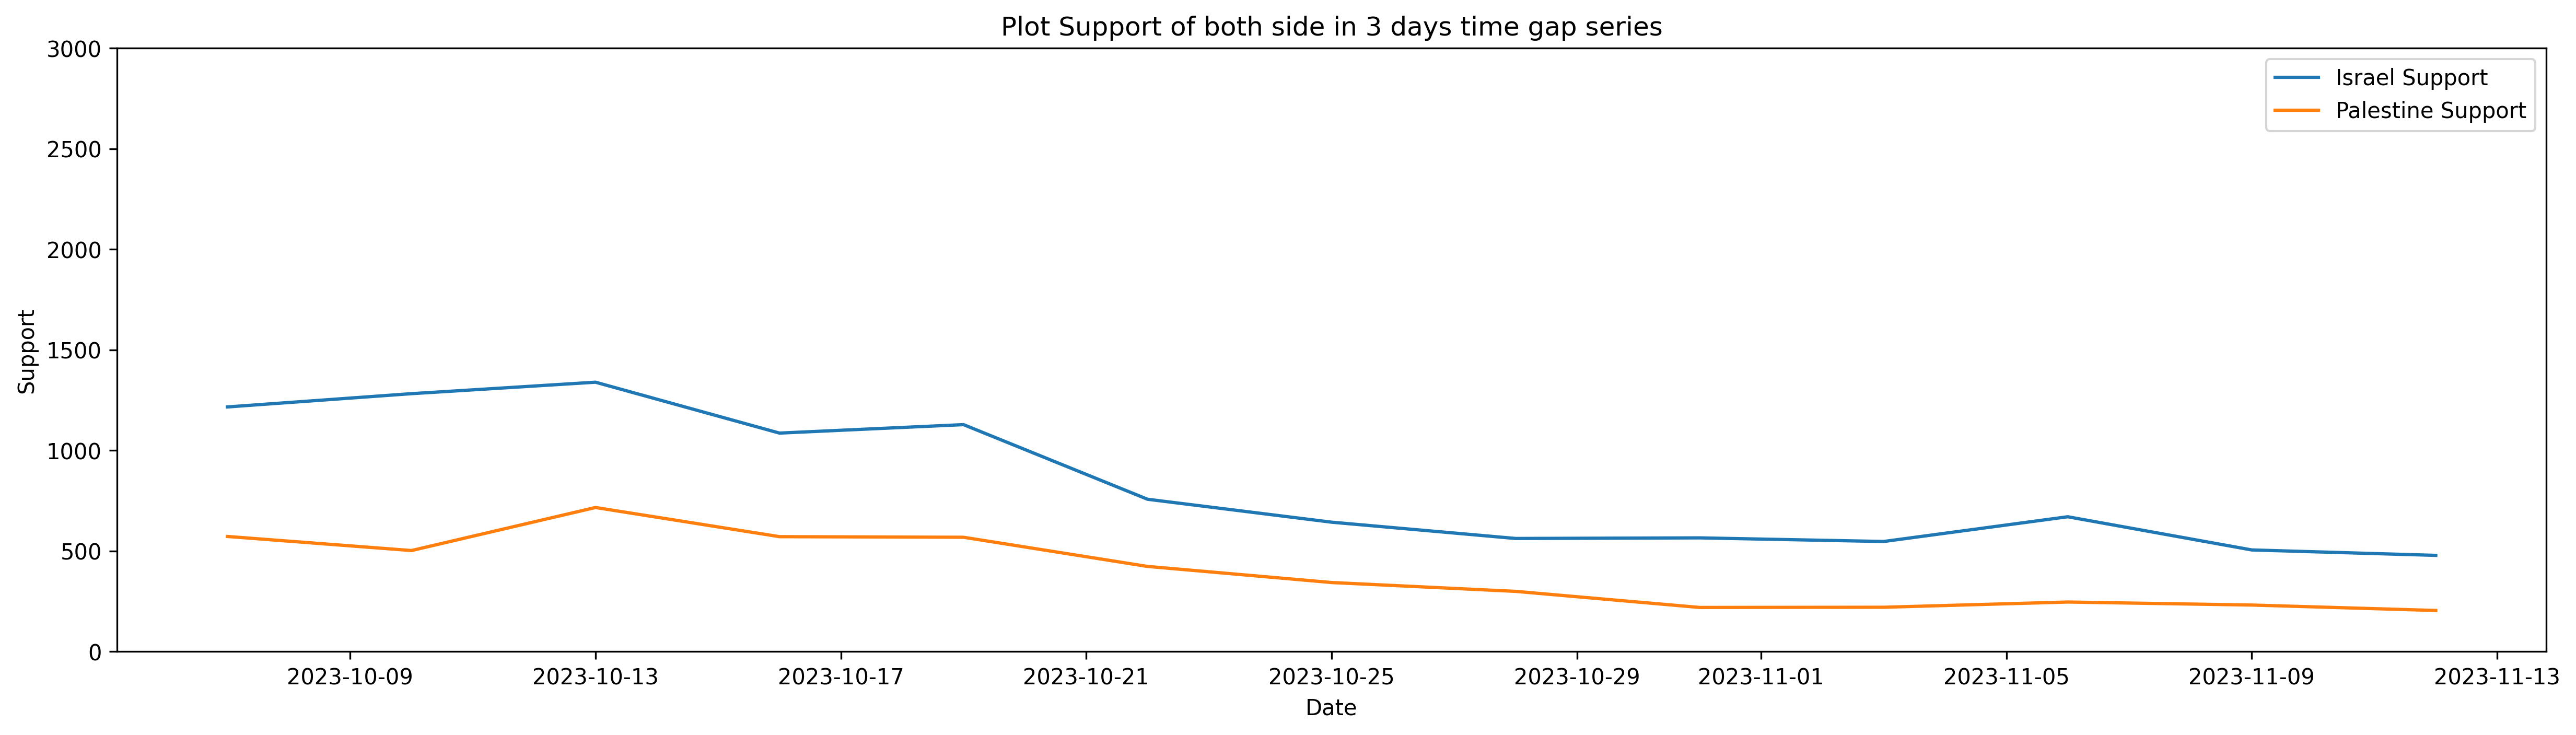 Plot Support of both side in 3 days time gap series
3000
2500
2000
1500
1000
500
0
Support
Israel Support
Palestine Support
2023-10-09 2023-10-13 2023-10-17 2023-10-21 2023-10-25 2023-10-29 2023-11-01 2023-11-05 2023-11-09 2023-11-13
Date